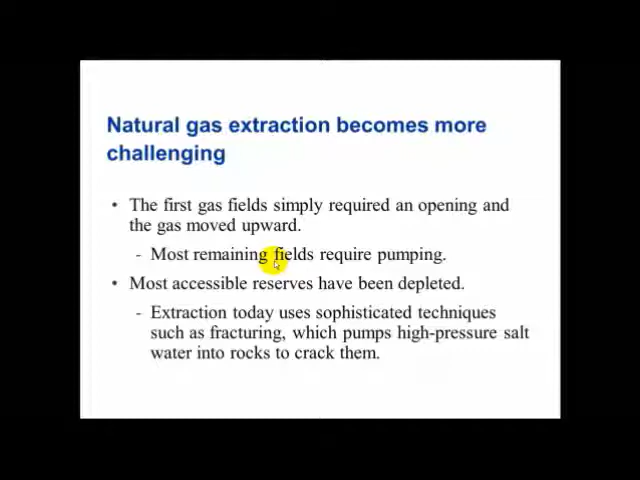 Natural gas extraction becomes more
challenging
• The first gas fields simply required an opening and
the gas moved upward.
- Most remaining fields require pumping.
• Most accessible reserves have been depleted.
- Extraction today uses sophisticated techniques
such as fracturing, which pumps high-pressure salt
water into rocks to crack them.